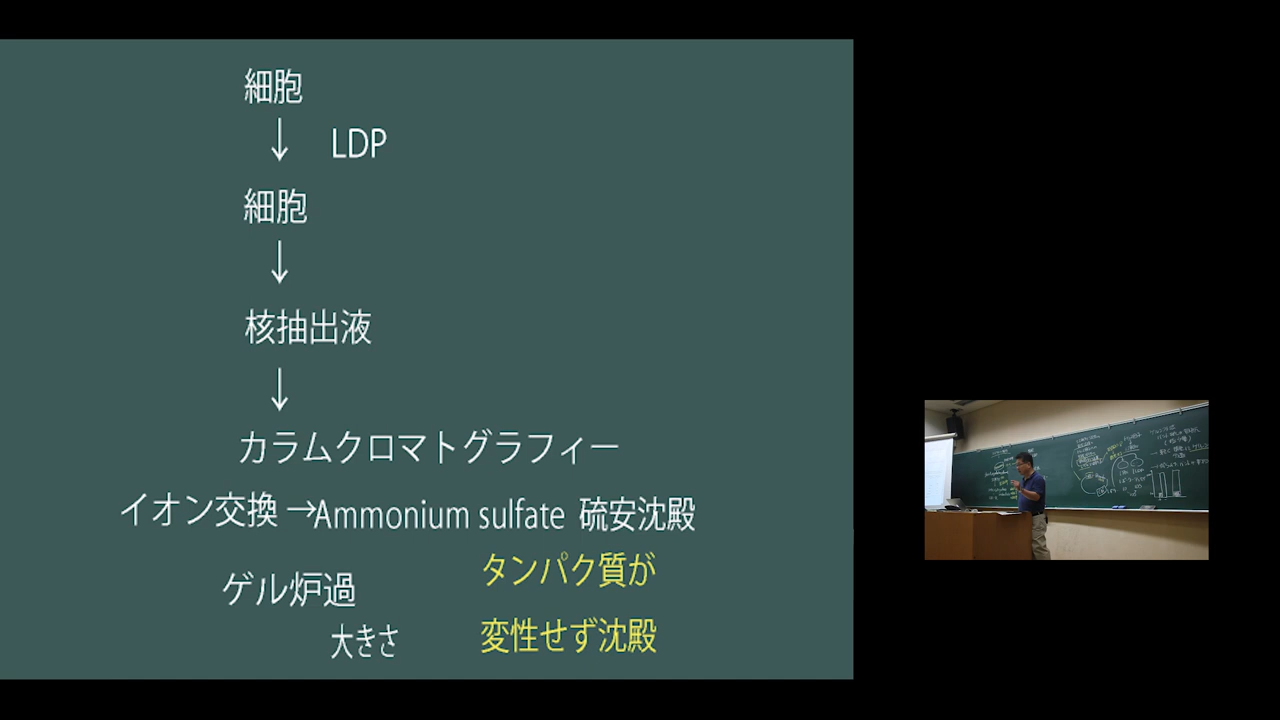 細胞
↓ LDP
細胞
↓
核抽出液
↓
カラムクロマトグラフィー
イオン交換→Ammonium sulfate 硫安沈殿
タンパク質が
ゲル炉過
変性せず沈殿
大きさ